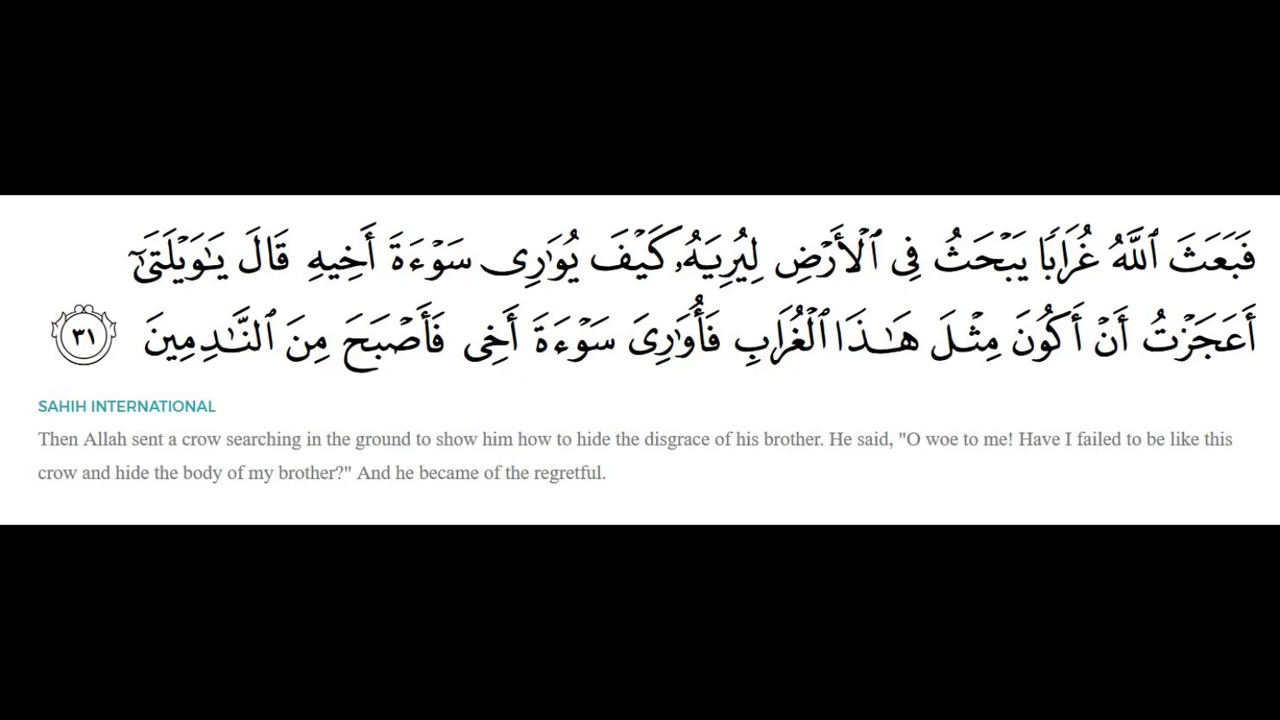 فَبَعَثَ ٱللَّهُ غُرَابًا يَبْحَثُ فِى ٱلْأَرْضِ لِيُرِيَهُۥ كَيْفَ يُوَٰرِى سَوْءَةَ أَخِيهِ قَالَ يَـٰوَيْلَتَىٰٓ
أَعَجَزْتُ أَنْ أَكُونَ مِثْلَ هَـٰذَا ٱلْغُرَابِ فَأُوَٰرِىَ سَوْءَةَ أَخِى فَأَصْبَحَ مِنَ ٱلنَّـٰدِمِينَ ٣١
SAHIH INTERNATIONAL
Then Allah sent a crow searching in the ground to show him how to hide the disgrace of his brother. He said, "O woe to me! Have I failed to be like this
crow and hide the body of my brother?" And he became of the regretful.